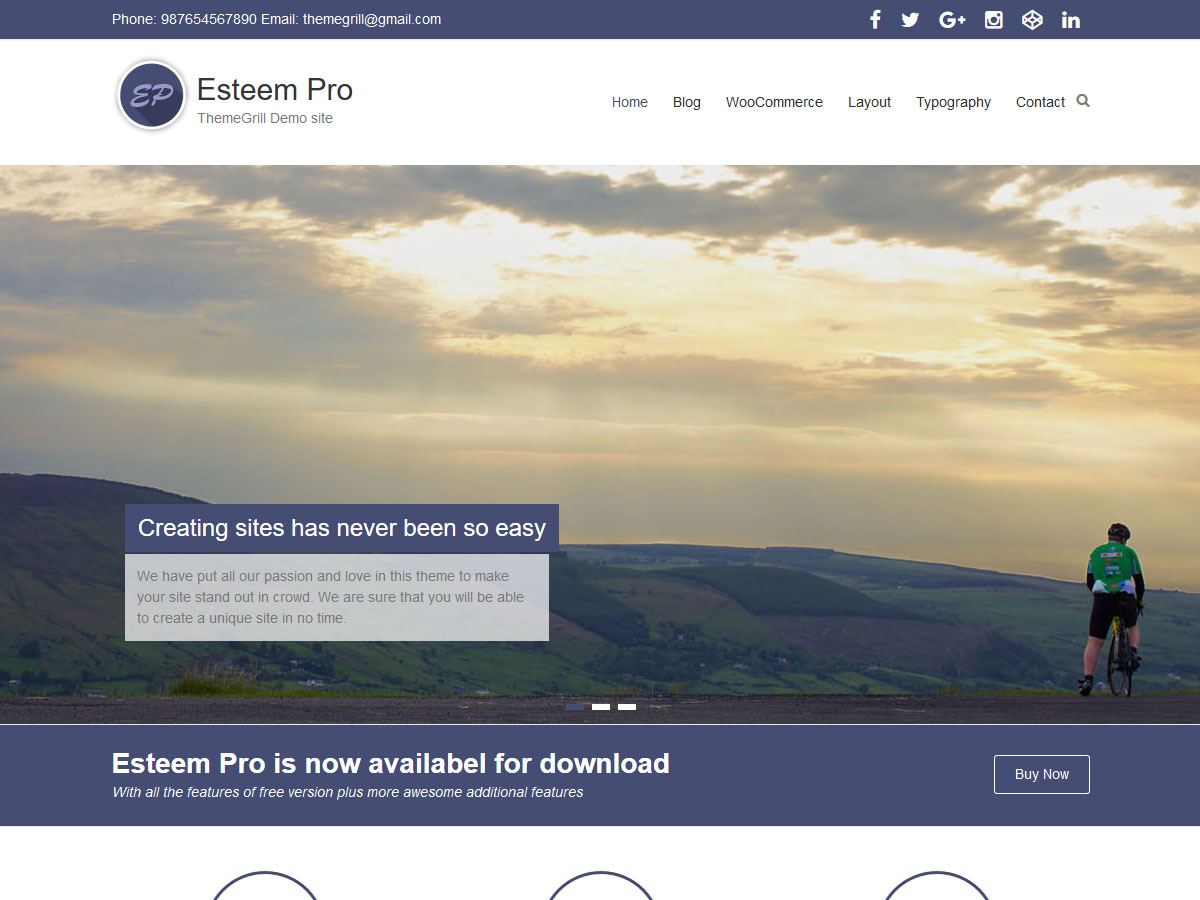 Phone: 987654567890 Email: themegrill@gmail.com
EP
Esteem Pro
ThemeGrill Demo site
Home Blog WooCommerce Layout Typography Contact
Creating sites has never been so easy
We have put all our passion and love in this theme to make
your site stand out in crowd. We are sure that you will be able
to create a unique site in no time.
Esteem Pro is now availabel for download
With all the features of free version plus more awesome additional features
Buy Now